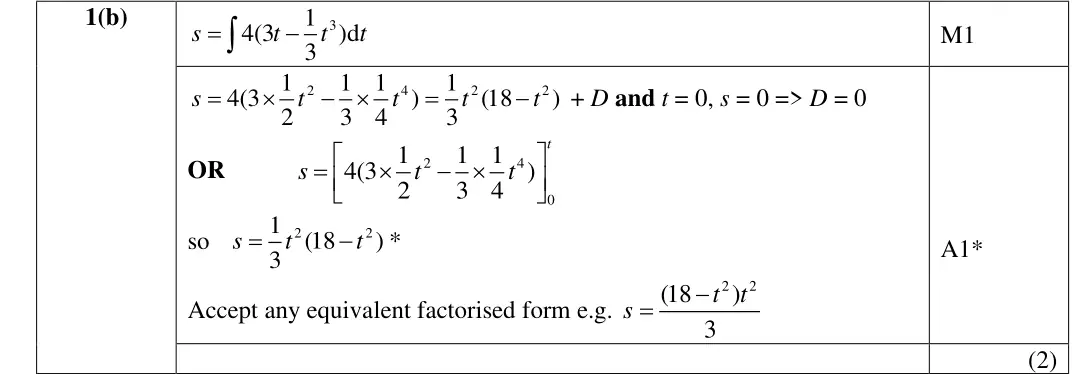 1(b)
s = ∫ 4(3t − 1/3 t³)dt
M1
s = 4(3 × 1/2 t² − 1/3 × 1/4 t⁴) = 1/3 t²(18 − t²) + D and t = 0, s = 0 => D = 0
OR s = [4(3 × 1/2 t² − 1/3 × 1/4 t⁴)]₀ᵗ
so s = 1/3 t²(18 − t²) *
A1*
Accept any equivalent factorised form e.g. s = (18 − t²)t²/3
(2)